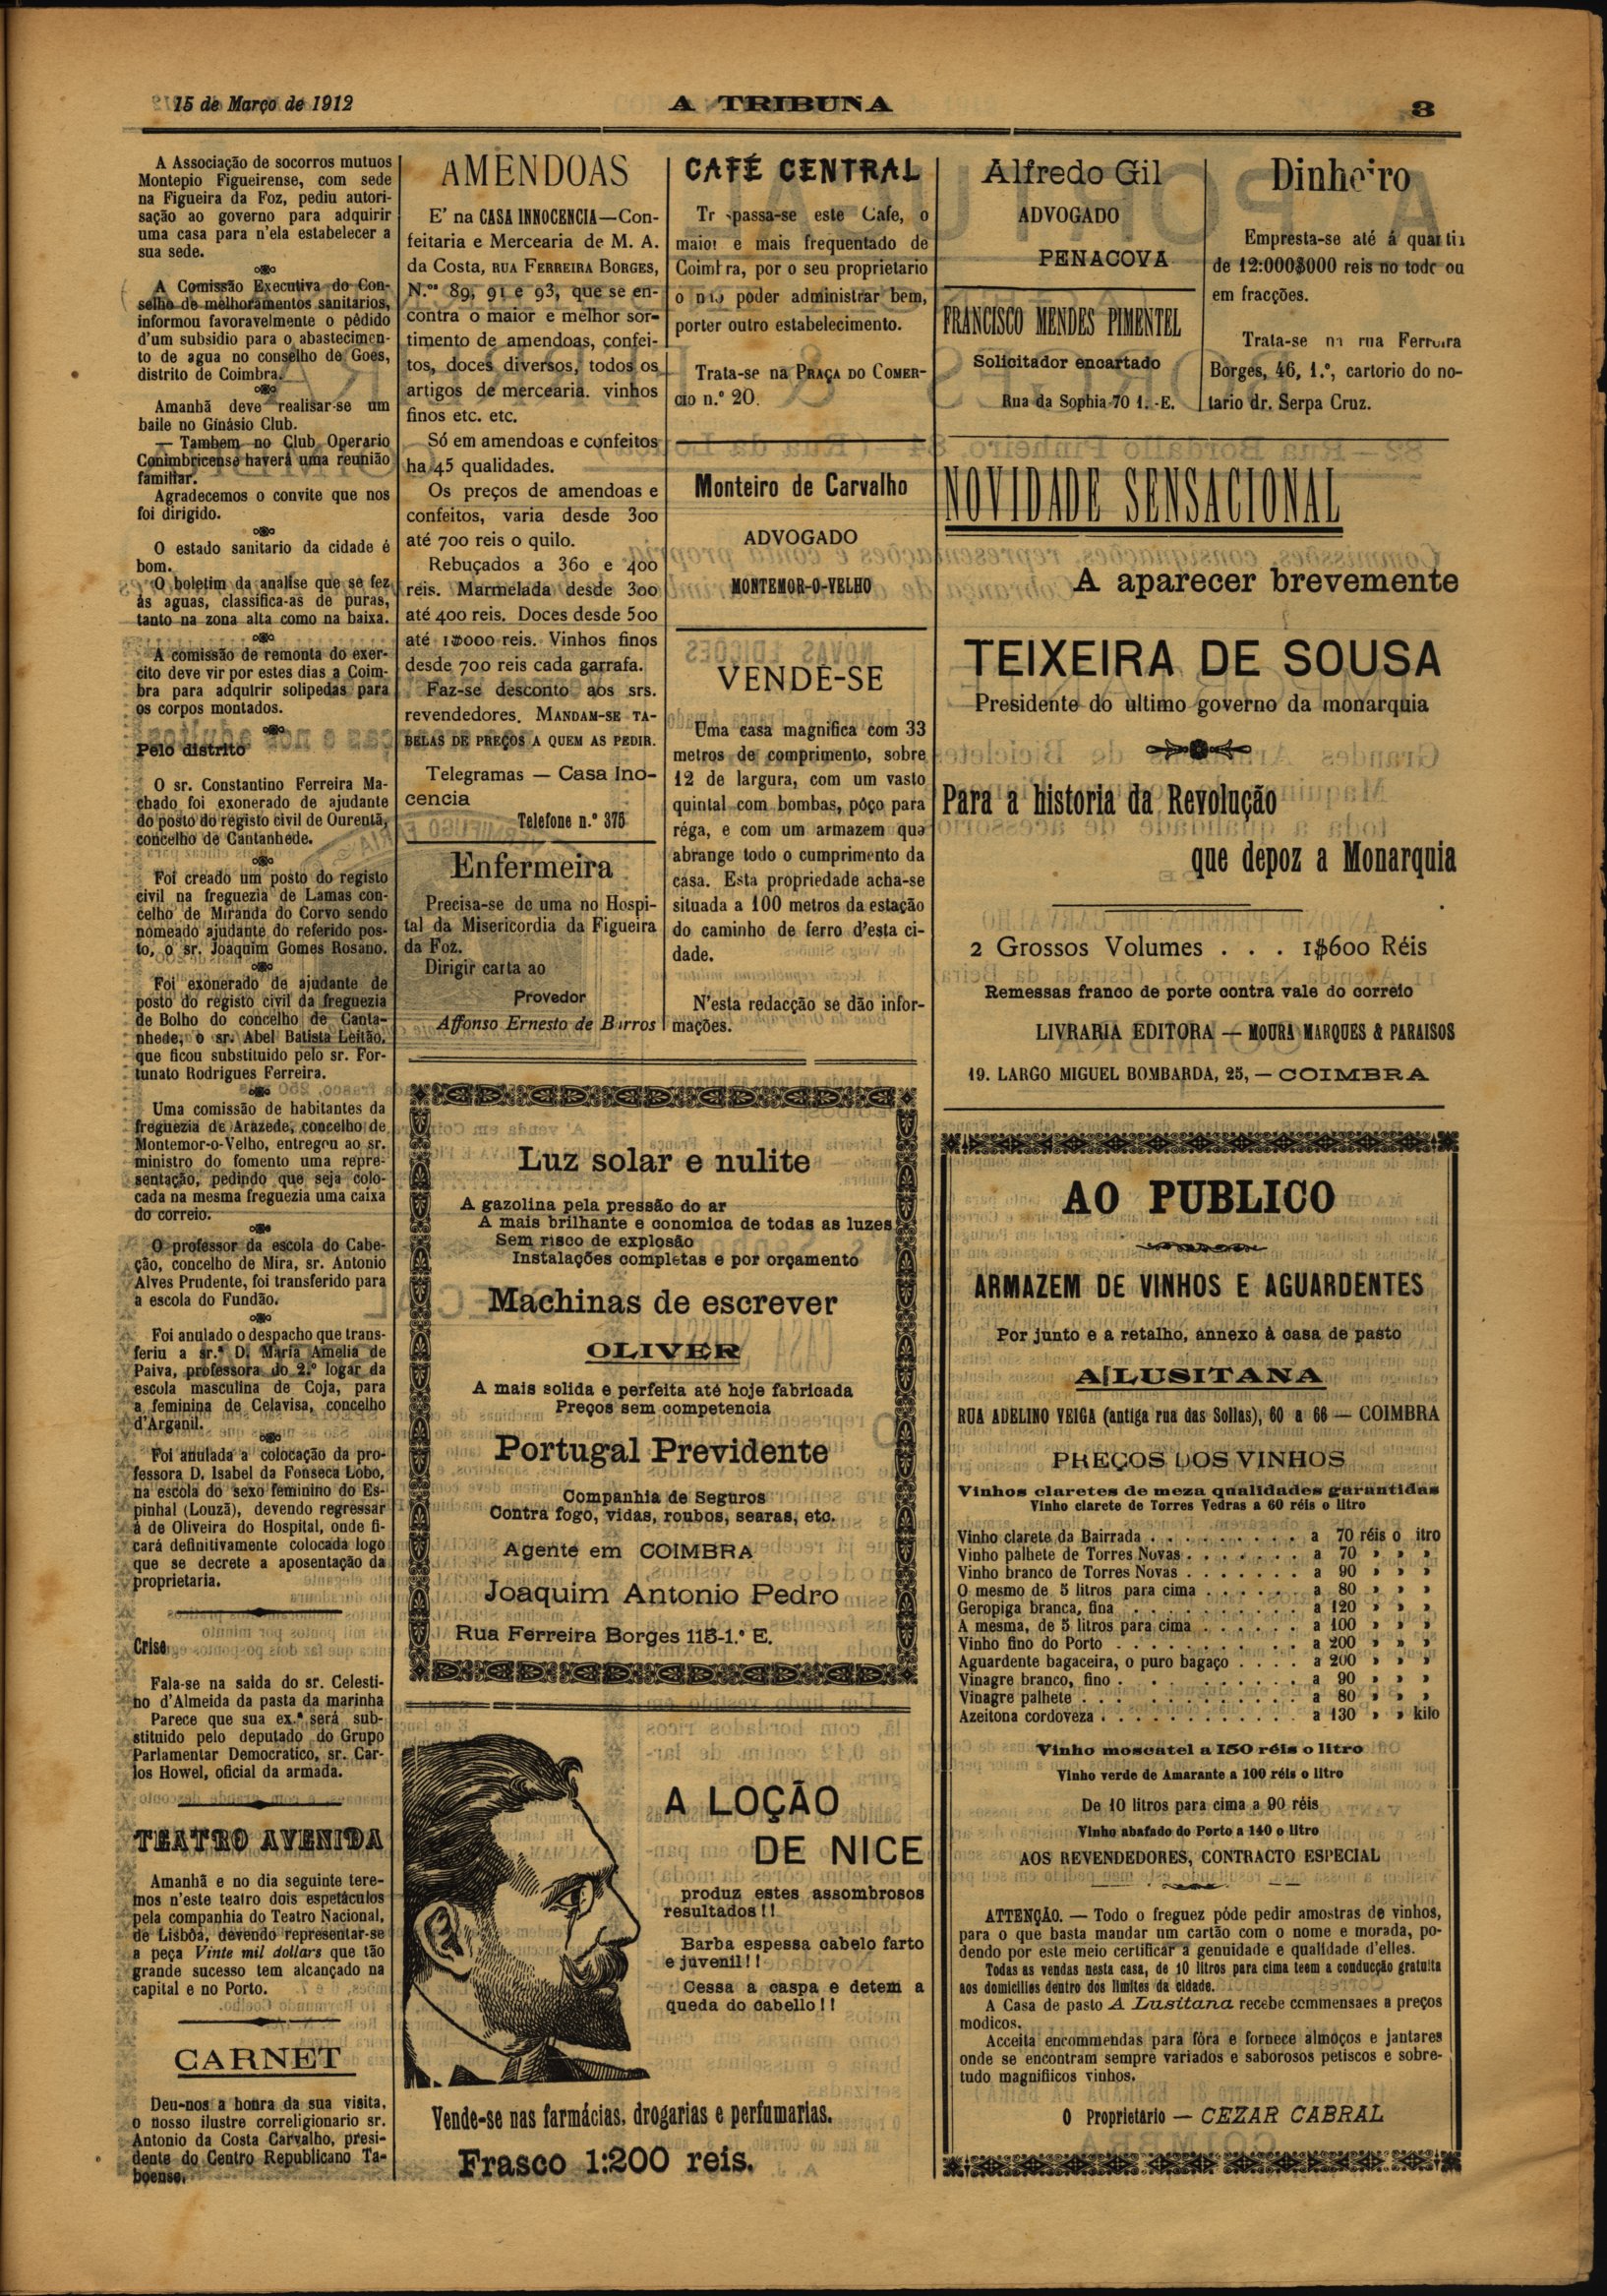 15 de Março de 1912
A TRIBUNA
3
A Associação de socorros mutuos
Montepio Figueirense, com sede
na Figueira da Foz, pediu autori-
sação ao governo para adquirir
uma casa para n'ela estabelecer a
sua sede.
A Comissão Executiva do Con-
selho de melhoramentos sanitarios,
informou favoravelmente o pêdido
d'um subsidio para o abastecimen-
to de agua no conselho de Goes,
distrito de Coimbra.
Amanhã deve realisar-se um
baile no Ginásio Club.
— Tambem no Club Operario
Conimbricense haverá uma reunião
familiar.
Agradecemos o convite que nos
foi dirigido.
O estado sanitario da cidade é
bom.
O boletim da analise que se fez
ás aguas, classifica-as de puras,
tanto na zona alta como na baixa.
A comissão de remonta do exer-
cito deve vir por estes dias a Coim-
bra para adquirir solipedas para
os corpos montados.
Pelo distrito
O sr. Constantino Ferreira Ma-
chado foi exonerado de ajudante
do posto do registo civil de Ourentã,
concelho de Cantanhede.
Foi creado um posto do registo
civil na freguezia de Lamas con-
celho de Miranda do Corvo sendo
nomeado ajudante do referido pos-
to, o sr. Joaquim Gomes Rosano.
Foi exonerado de ajudante de
posto do registo civil da freguezia
de Bolho do concelho de Canta-
nhede, o sr. Abel Batista Leitão,
que ficou substituido pelo sr. For-
tunato Rodrigues Ferreira.
Uma comissão de habitantes da
freguezia de Arazede, concelho de
Montemor-o-Velho, entregou ao sr.
ministro do fomento uma repre-
sentação, pedindo que seja colo-
cada na mesma freguezia uma caixa
do correio.
O professor da escola do Cabe-
ção, concelho de Mira, sr. Antonio
Alves Prudente, foi transferido para
a escola do Fundão.
Foi anulado o despacho que trans-
feriu a sr.ª D. Maria Amelia de
Paiva, professora do 2.º logar da
escola masculina de Coja, para
a feminina de Celavisa, concelho
d'Arganil.
Foi anulada a colocação da pro-
fessora D. Isabel da Fonseca Lobo,
na escola do sexo feminino do Es-
pinhal (Louzã), devendo regressar
á de Oliveira do Hospital, onde fi-
cará definitivamente colocada logo
que se decrete a aposentação da
proprietaria.
Crise
Fala-se na saida do sr. Celesti-
no d'Almeida da pasta da marinha
Parece que sua ex.ª será sub-
stituido pelo deputado do Grupo
Parlamentar Democratico, sr. Car-
los Howel, oficial da armada.
TEATRO AVENIDA
Amanhã e no dia seguinte tere-
mos n'este teatro dois espetáculos
pela companhia do Teatro Nacional,
de Lisbôa, devendo representar-se
a peça Vinte mil dollars que tão
grande sucesso tem alcançado na
capital e no Porto.
CARNET
Deu-nos a honra da sua visita,
o nosso ilustre correligionario sr.
Antonio da Costa Carvalho, presi-
dente do Centro Republicano Ta-
boense.
AMENDOAS
E' na CASA INNOCENCIA—Con-
feitaria e Mercearia de M. A.
da Costa, RUA FERREIRA BORGES,
N.os 89, 91 e 93, que se en-
contra o maior e melhor sor-
timento de amendoas, confei-
tos, doces diversos, todos os
artigos de mercearia. vinhos
finos etc. etc.
Só em amendoas e confeitos
ha 45 qualidades.
Os preços de amendoas e
confeitos, varia desde 300
até 700 reis o quilo.
Rebuçados a 360 e 400
reis. Marmelada desde 300
até 400 reis. Doces desde 500
até 1$000 reis. Vinhos finos
desde 700 reis cada garrafa.
Faz-se desconto aos srs.
revendedores. MANDAM-SE TA-
BELAS DE PREÇOS A QUEM AS PEDIR.
Telegramas — Casa Ino-
cencia
Telefone n.º 375
Enfermeira
Precisa-se de uma no Hospi-
tal da Misericordia da Figueira
da Foz.
Dirigir carta ao
Provedor
Affonso Ernesto de Birros
CAFÉ CENTRAL
Tr passa-se este Cafe, o
maior e mais frequentado de
Coimbra, por o seu proprietario
o não poder administrar bem,
porter outro estabelecimento.
Trata-se na PRAÇA DO COMER-
cio n.º 20.
Monteiro de Carvalho
ADVOGADO
MONTEMOR-O-VELHO
VENDE-SE
Uma casa magnifica com 33
metros de comprimento, sobre
12 de largura, com um vasto
quintal com bombas, pôço para
réga, e com um armazem que
abrange todo o cumprimento da
casa. Esta propriedade acha-se
situada a 100 metros da estação
do caminho de ferro d'esta ci-
dade.
N'esta redacção se dão infor-
mações.
Luz solar e nulite
A gazolina pela pressão do ar
A mais brilhante e conomica de todas as luzes
Sem risco de explosão
Instalações completas e por orçamento
Machinas de escrever
OLIVER
A mais solida e perfeita até hoje fabricada
Preços sem competencia
Portugal Previdente
Companhia de Seguros
Contra fogo, vidas, roubos, searas, etc.
Agente em COIMBRA
Joaquim Antonio Pedro
Rua Ferreira Borges 115-1.º E.
A LOÇÃO
DE NICE
produz estes assombrosos
resultados!!
Barba espessa cabelo farto
e juvenil!!
Cessa a caspa e detem a
queda do cabello!!
Vende-se nas farmácias, drogarias e perfumarias.
Frasco 1:200 reis.
Alfredo Gil
ADVOGADO
PENACOVA
FRANCISCO MENDES PIMENTEL
Solicitador encartado
Rua da Sophia 70 1. -E.
Dinheiro
Empresta-se até á quartia
de 12:000$000 reis no todo ou
em fracções.
Trata-se na rua Ferreira
Borges, 46, 1.º, cartorio do no-
tario dr. Serpa Cruz.
NOVIDADE SENSACIONAL
A aparecer brevemente
TEIXEIRA DE SOUSA
Presidente do ultimo governo da monarquia
Para a historia da Revolução
que depoz a Monarquia
2 Grossos Volumes . . . 1$600 Réis
Remessas franco de porte contra vale do correio
LIVRARIA EDITORA — MOURA MARQUES & PARAISOS
19. LARGO MIGUEL BOMBARDA, 25, — COIMBRA
AO PUBLICO
ARMAZEM DE VINHOS E AGUARDENTES
Por junto e a retalho, annexo á casa de pasto
A LUSITANA
RUA ADELINO VEIGA (antiga rua das Sollas), 60 a 66 — COIMBRA
PREÇOS DOS VINHOS
Vinhos claretes de meza qualidades garantidas
Vinho clarete de Torres Vedras a 60 réis o litro
Vinho clarete da Bairrada . . . . . . . . . a 70 réis o itro
Vinho palhete de Torres Novas . . . . . . . a 70 » » »
Vinho branco de Torres Novas . . . . . . . a 90 » » »
O mesmo de 5 litros para cima . . . . . . a 80 » » »
Geropiga branca, fina . . . . . . . . . . a 120 » » »
A mesma, de 5 litros para cima . . . . . . a 100 » » »
Vinho fino do Porto . . . . . . . . . . a 200 » » »
Aguardente bagaceira, o puro bagaço . . . . a 200 » » »
Vinagre branco, fino . . . . . . . . . . a 90 » » »
Vinagre palhete . . . . . . . . . . . . a 80 » » »
Azeitona cordoveza . . . . . . . . . . . a 130 » » kilo
Vinho moscatel a 150 réis o litro
Vinho verde de Amarante a 100 réis o litro
De 10 litros para cima a 90 réis
Vinho abafado do Porto a 140 o litro
AOS REVENDEDORES, CONTRACTO ESPECIAL
ATTENÇÃO. — Todo o freguez póde pedir amostras de vinhos,
para o que basta mandar um cartão com o nome e morada, po-
dendo por este meio certificar a genuidade e qualidade d'elles.
Todas as vendas nesta casa, de 10 litros para cima teem a conducção gratuita
aos domicilios dentro dos limites da cidade.
A Casa de pasto A Lusitana recebe commensaes a preços
modicos.
Acceita encommendas para fóra e fornece almoços e jantares
onde se encontram sempre variados e saborosos petiscos e sobre-
tudo magnificos vinhos.
O Proprietario — CEZAR CABRAL